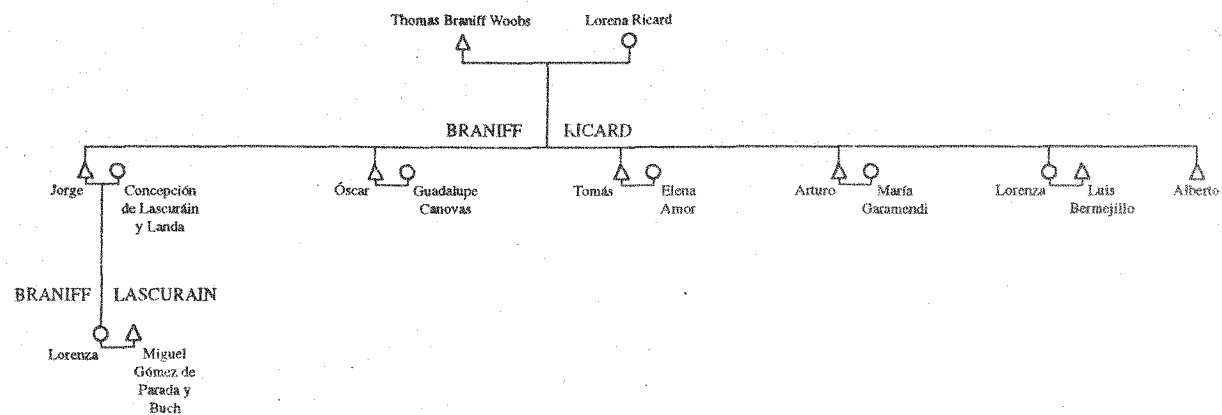 Thomas Braniff Woobs
Lorena Ricard
BRANIFF RICARD
Jorge
Concepción
de Lascuráin
y Landa
Óscar
Guadalupe
Canovas
Tomás
Elena
Amor
Arturo
María
Garamendi
Lorenza
Luis
Bermejillo
Alberto
BRANIFF LASCURAIN
Lorenza
Miguel
Gómez de
Parada y
Buch